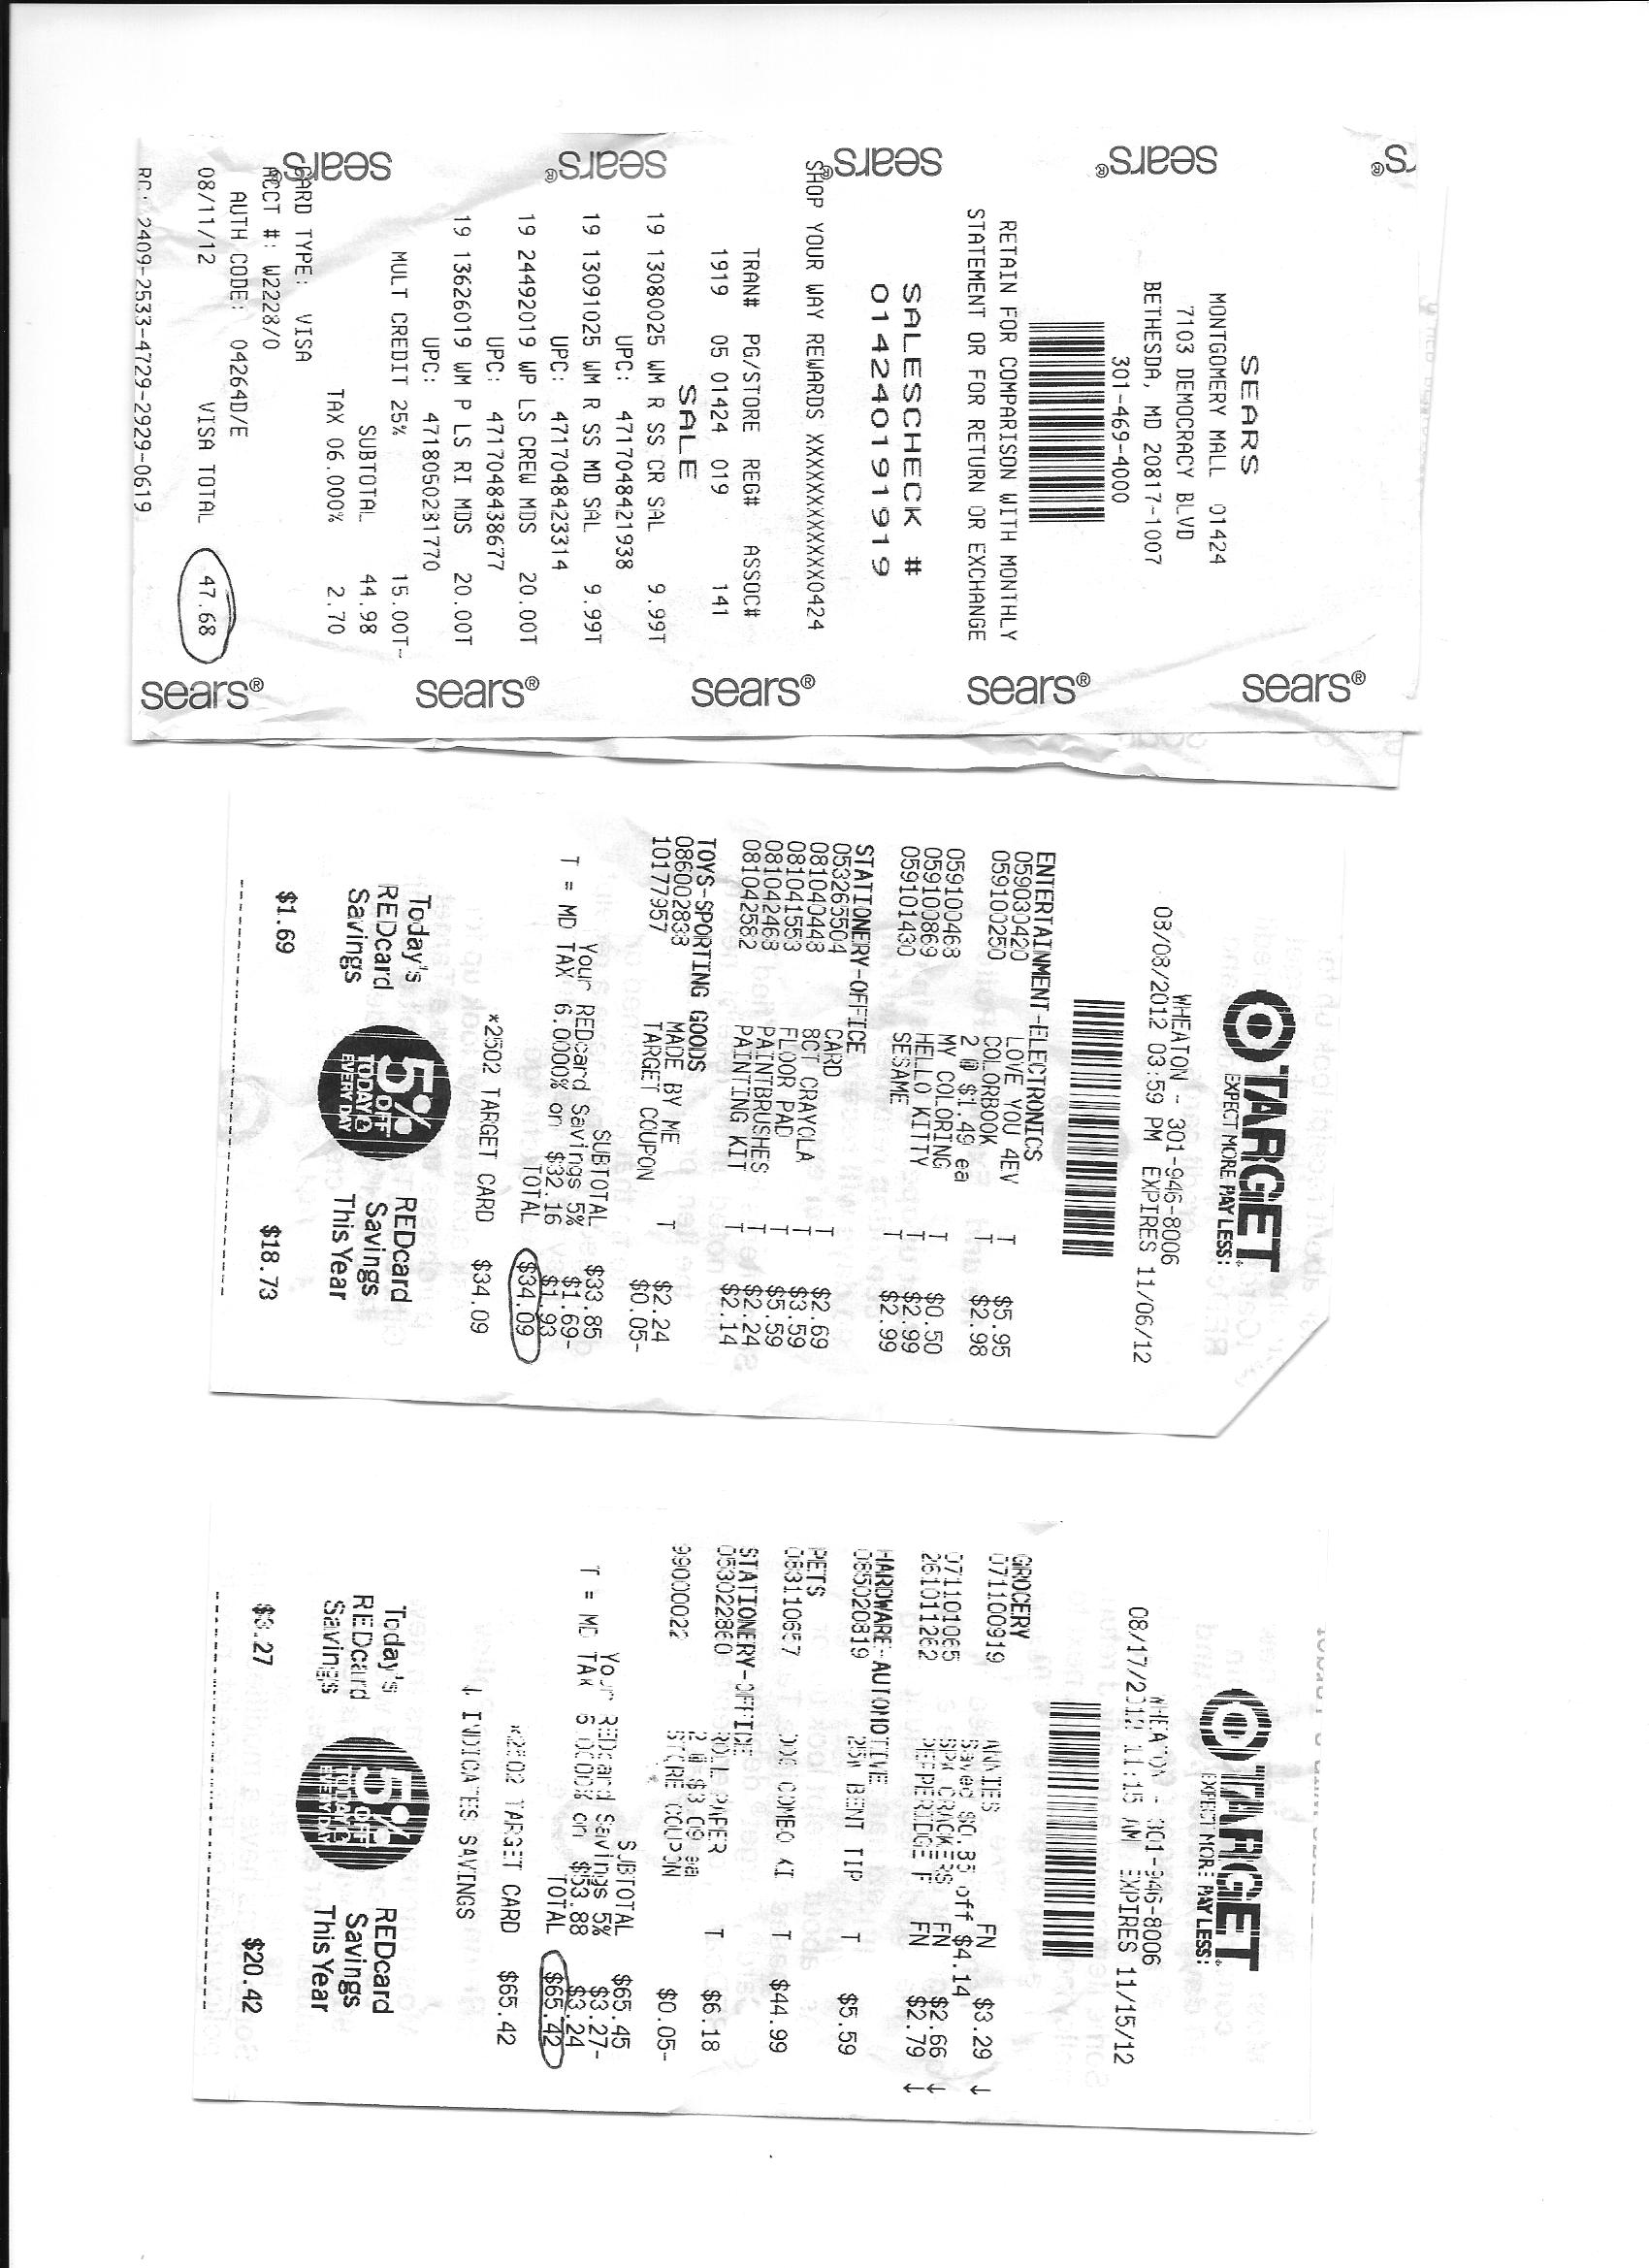 sears®
sears®
sears®
sears®
SEARS
MONTGOMERY MALL 01424
7103 DEMOCRACY BLVD
BETHESDA, MD 20817-1007
301-469-4000
RETAIN FOR COMPARISON WITH MONTHLY
STATEMENT OR FOR RETURN OR EXCHANGE
SALESCHECK #
014240191919
SHOP YOUR WAY REWARDS XXXXXXXXXXXX0424
TRAN# PG/STORE REG# ASSOC#
1919 05 01424 019 141
SALE
19 13080025 WM R SS CR SAL 9.99T
UPC: 471704842 1938
19 13091025 WM R SS MD SAL 9.99T
UPC: 4717048423314
19 24492019 WP LS CREW MDS 20.00T
UPC: 4717048438677
19 13626019 WM P LS RI MDS 20.00T
UPC: 4718050231770
MULT CREDIT 25% 15.00T-
SUBTOTAL 44.98
TAX 06.000% 2.70
CARD TYPE: VISA
ACCT #: W2228/0
AUTH CODE: 04264D/E
08/11/12 VISA TOTAL 47.68
RC: 2409-2533-4729-2929-0619
sears®
sears®
sears®
sears®
sears®
TARGET
EXPECT MORE. PAY LESS.
WHEATON - 301-946-8006
08/08/2012 03:59 PM EXPIRES 11/06/12
ENTERTAINMENT-ELECTRONICS
059030420 LOVE YOU 4EV T $5.95
059100250 COLORBOOK T $2.98
2 @ $1.49 ea
059100463 MY COLORING T $0.50
059100869 HELLO KITTY T $2.99
059101430 SESAME T $2.99
STATIONERY-OFFICE
053265504 CARD T $2.69
081040448 8CT CRAYOLA T $3.59
081041553 FLOOR PAD T $5.59
081042468 PAINTBRUSHES T $2.24
081042582 PAINTING KIT T $2.14
TOYS-SPORTING GOODS
086002833 MADE BY ME T $2.24
10177957 TARGET COUPON $0.05-
SUBTOTAL $33.85
Your REDcard Savings 5% $1.69-
T = MD TAX 6.0000% on $32.16 $1.93
TOTAL $34.09
*2502 TARGET CARD $34.09
Today's
REDcard
Savings
$1.69
5% OFF
TODAY &
EVERY DAY
REDcard
Savings
This Year
$18.73
TARGET
EXPECT MORE. PAY LESS.
WHEATON - 301-946-8006
08/17/2012 11:15 AM EXPIRES 11/15/12
GROCERY
071100919 ANNIES FN $3.29 ↓
Saved $0.85 off $4.14
071101065 SPK CRACKERS FN $2.66 ↓
261011262 PEPPERIDGE F FN $2.79 ↓
HARDWARE-AUTOMOTIVE
085020819 25W BENT TIP T $5.59
PETS
083110657 DOG COMBO KI T $44.99
STATIONERY-OFFICE
053022860 ROLL PAPER T $6.18
2 @ $3.09 ea
99000022 STORE COUPON $0.05-
SUBTOTAL $65.45
Your REDcard Savings 5% $3.27-
T = MD TAX 6.0000% on $53.88 $3.24
TOTAL $65.42
*2502 TARGET CARD $65.42
↓ INDICATES SAVINGS
Today's
REDcard
Savings
$3.27
5% OFF
TODAY &
EVERY DAY
REDcard
Savings
This Year
$20.42